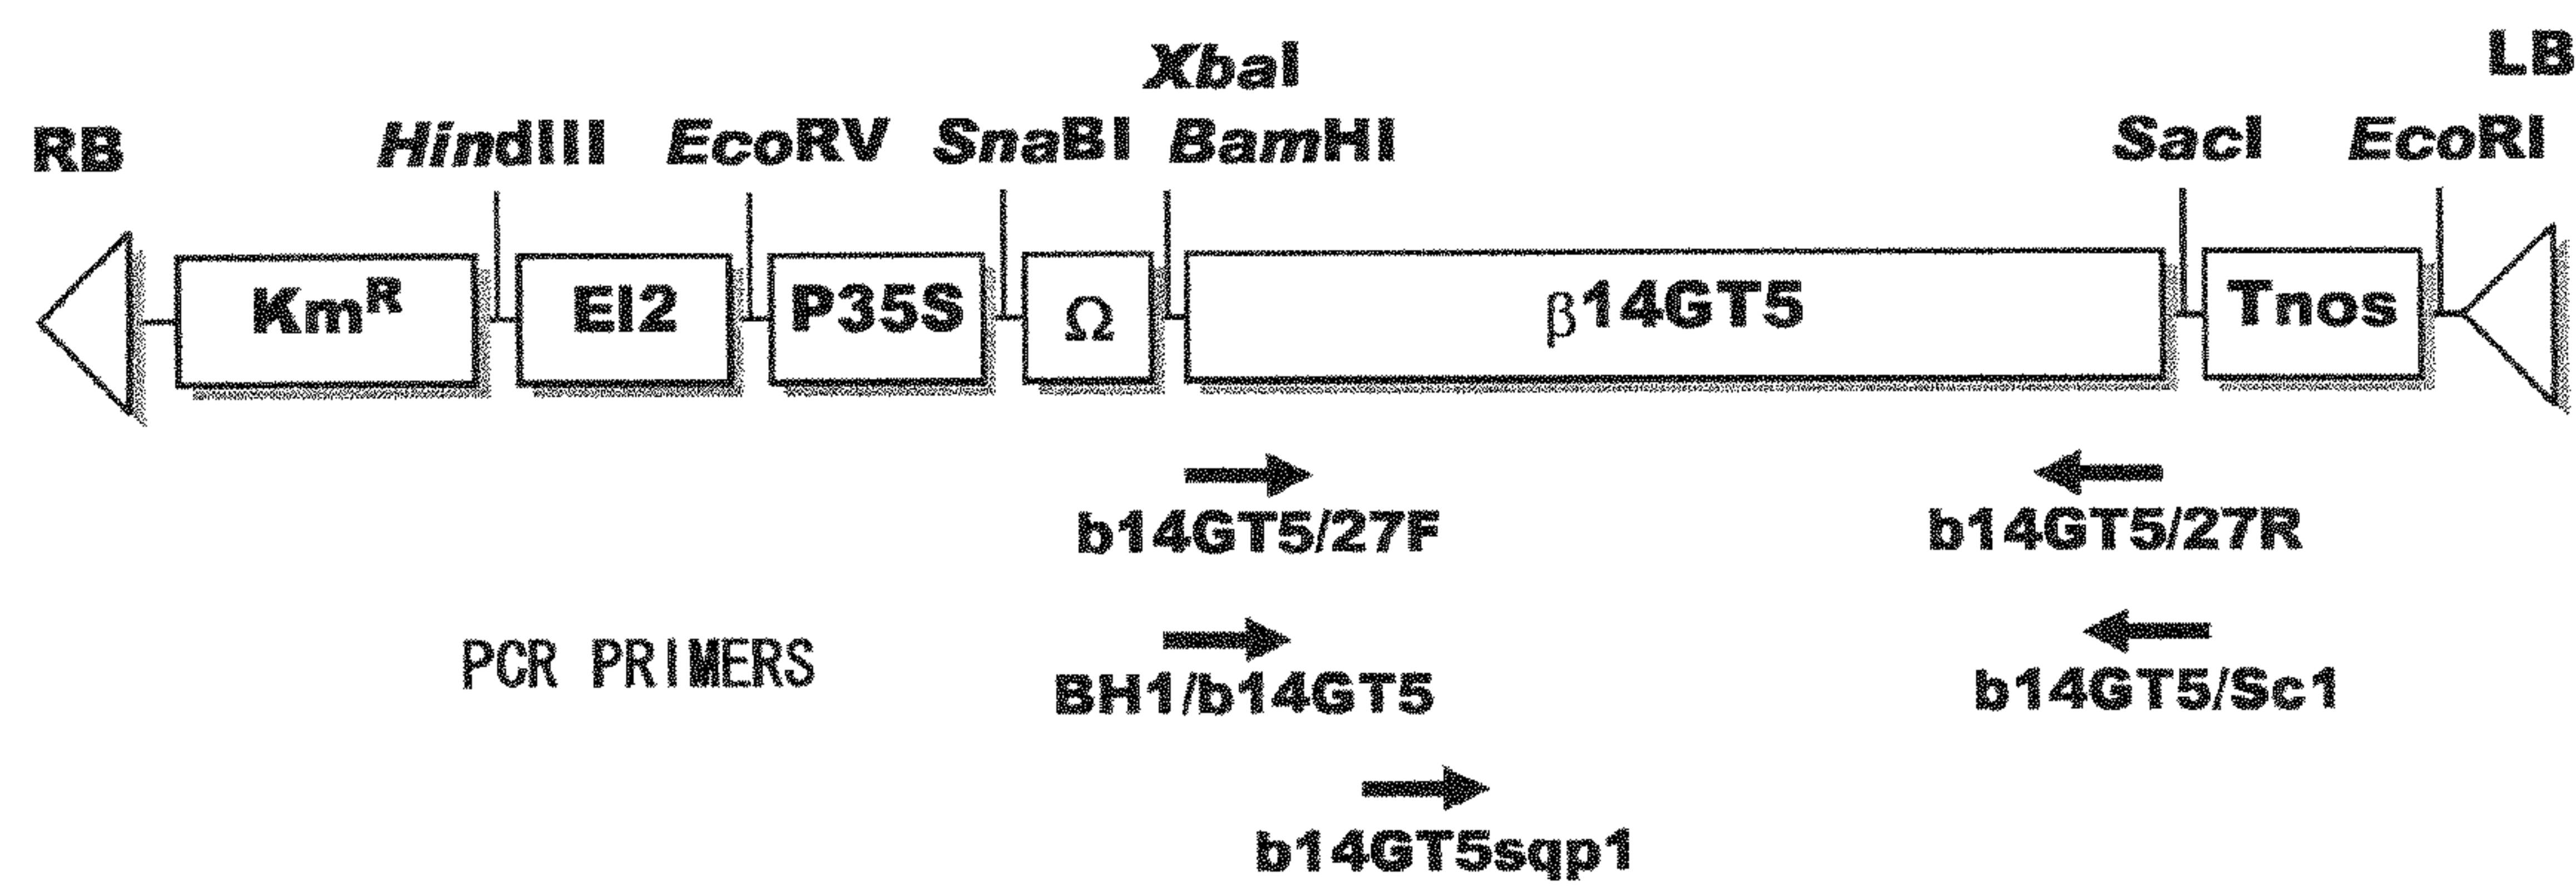 XbaI
LB
RB HindIII EcoRV SnaBI BamHI SacI EcoRI
Kmᴿ EI2 P35S Ω β14GT5 Tnos
b14GT5/27F b14GT5/27R
PCR PRIMERS
BH1/b14GT5 b14GT5/Sc1
b14GT5sqp1